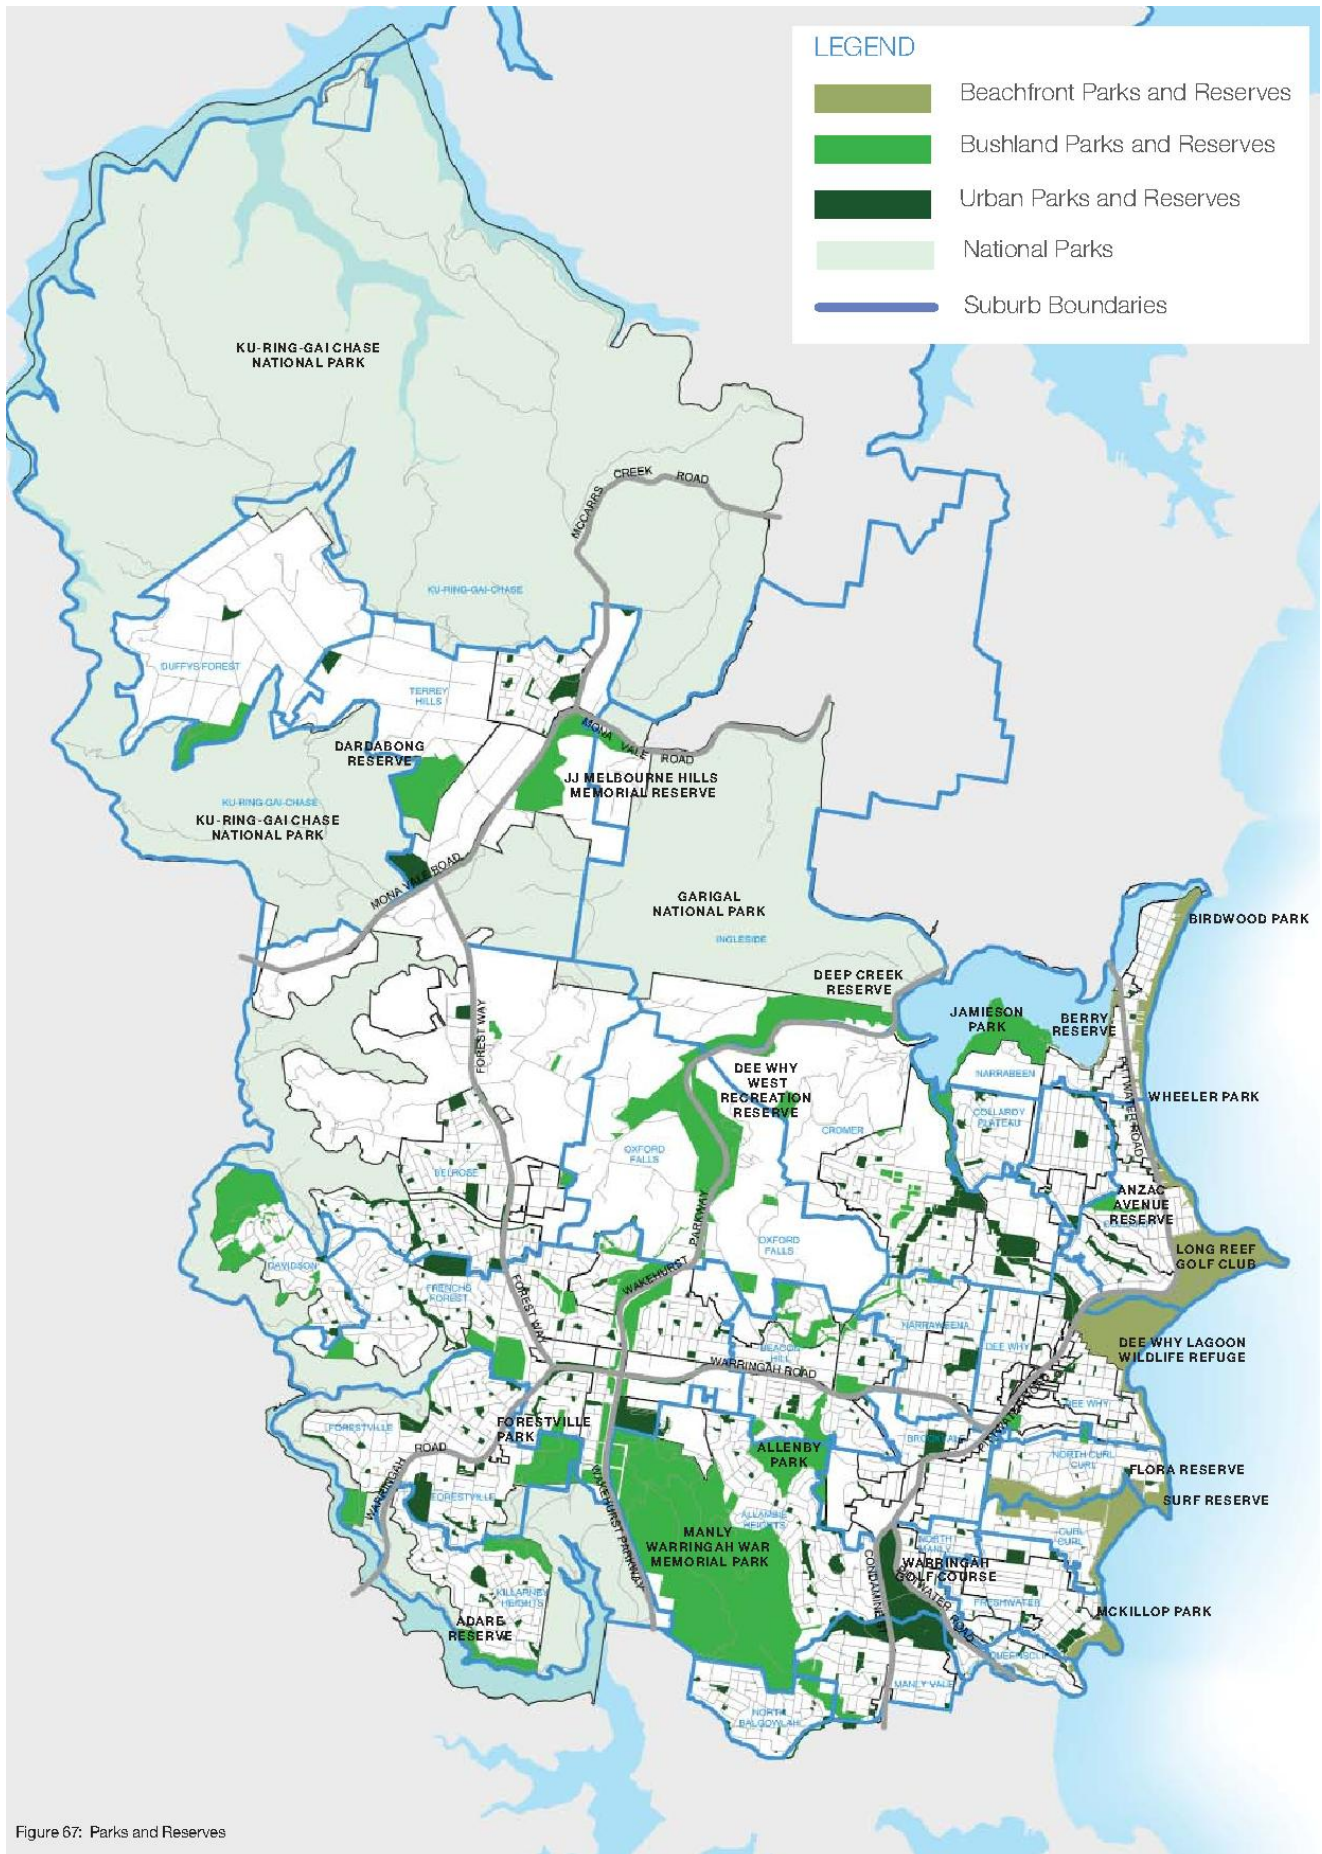 LEGEND
Beachfront Parks and Reserves
Bushland Parks and Reserves
Urban Parks and Reserves
National Parks
Suburb Boundaries
KU-RING-GAI CHASE
NATIONAL PARK
CREEK
ROAD
MCCARRS
KU-RING-GAI-CHASE
DUFFYS FOREST
TERREY
HILLS
MONA
VALE
ROAD
DARDABONG
RESERVE
JJ MELBOURNE HILLS
MEMORIAL RESERVE
KU-RING-GAI-CHASE
KU-RING-GAI CHASE
NATIONAL PARK
MONA VALE ROAD
GARIGAL
NATIONAL PARK
INGLESIDE
BIRDWOOD PARK
DEEP CREEK
RESERVE
JAMIESON
PARK
BERRY
RESERVE
FOREST WAY
NARRABEEN
DEE WHY
WEST
RECREATION
RESERVE
WHEELER PARK
PITTWATER ROAD
COLLAROY
PLATEAU
CROMER
OXFORD
FALLS
BELROSE
ANZAC
AVENUE
RESERVE
PARKWAY
OXFORD
FALLS
LONG REEF
GOLF CLUB
DAVIDSON
WAKEHURST
FRENCHS
FOREST
FOREST WAY
NARRAWEENA
DEE WHY
BEACON
HILL
DEE WHY LAGOON
WILDLIFE REFUGE
WARRINGAH ROAD
DEE WHY
PITTWATER ROAD
FORESTVILLE
FORESTVILLE
PARK
ROAD
BROOKVALE
ALLENBY
PARK
NORTH CURL
CURL
FLORA RESERVE
WARRINGAH
FORESTVILLE
WAKEHURST PARKWAY
SURF RESERVE
ALLAMBIE
HEIGHTS
MANLY
WARRINGAH WAR
MEMORIAL PARK
NORTH
MANLY
CURL
CURL
WARRINGAH
GOLF COURSE
CONDAMINE ST
PITTWATER ROAD
KILLARNEY
HEIGHTS
FRESHWATER
MCKILLOP PARK
ADARE
RESERVE
QUEENSCLIFF
MANLY VALE
NORTH
BALGOWLAH
Figure 67: Parks and Reserves